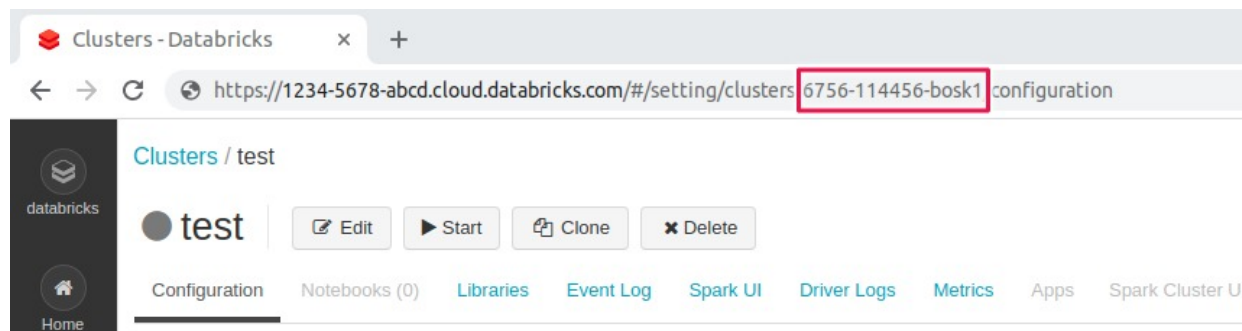 Clusters - Databricks
https://1234-5678-abcd.cloud.databricks.com/#/setting/clusters 6756-114456-bosk1 configuration
Clusters / test
databricks
test Edit Start Clone Delete
Configuration Notebooks (0) Libraries Event Log Spark UI Driver Logs Metrics Apps Spark Cluster U
Home